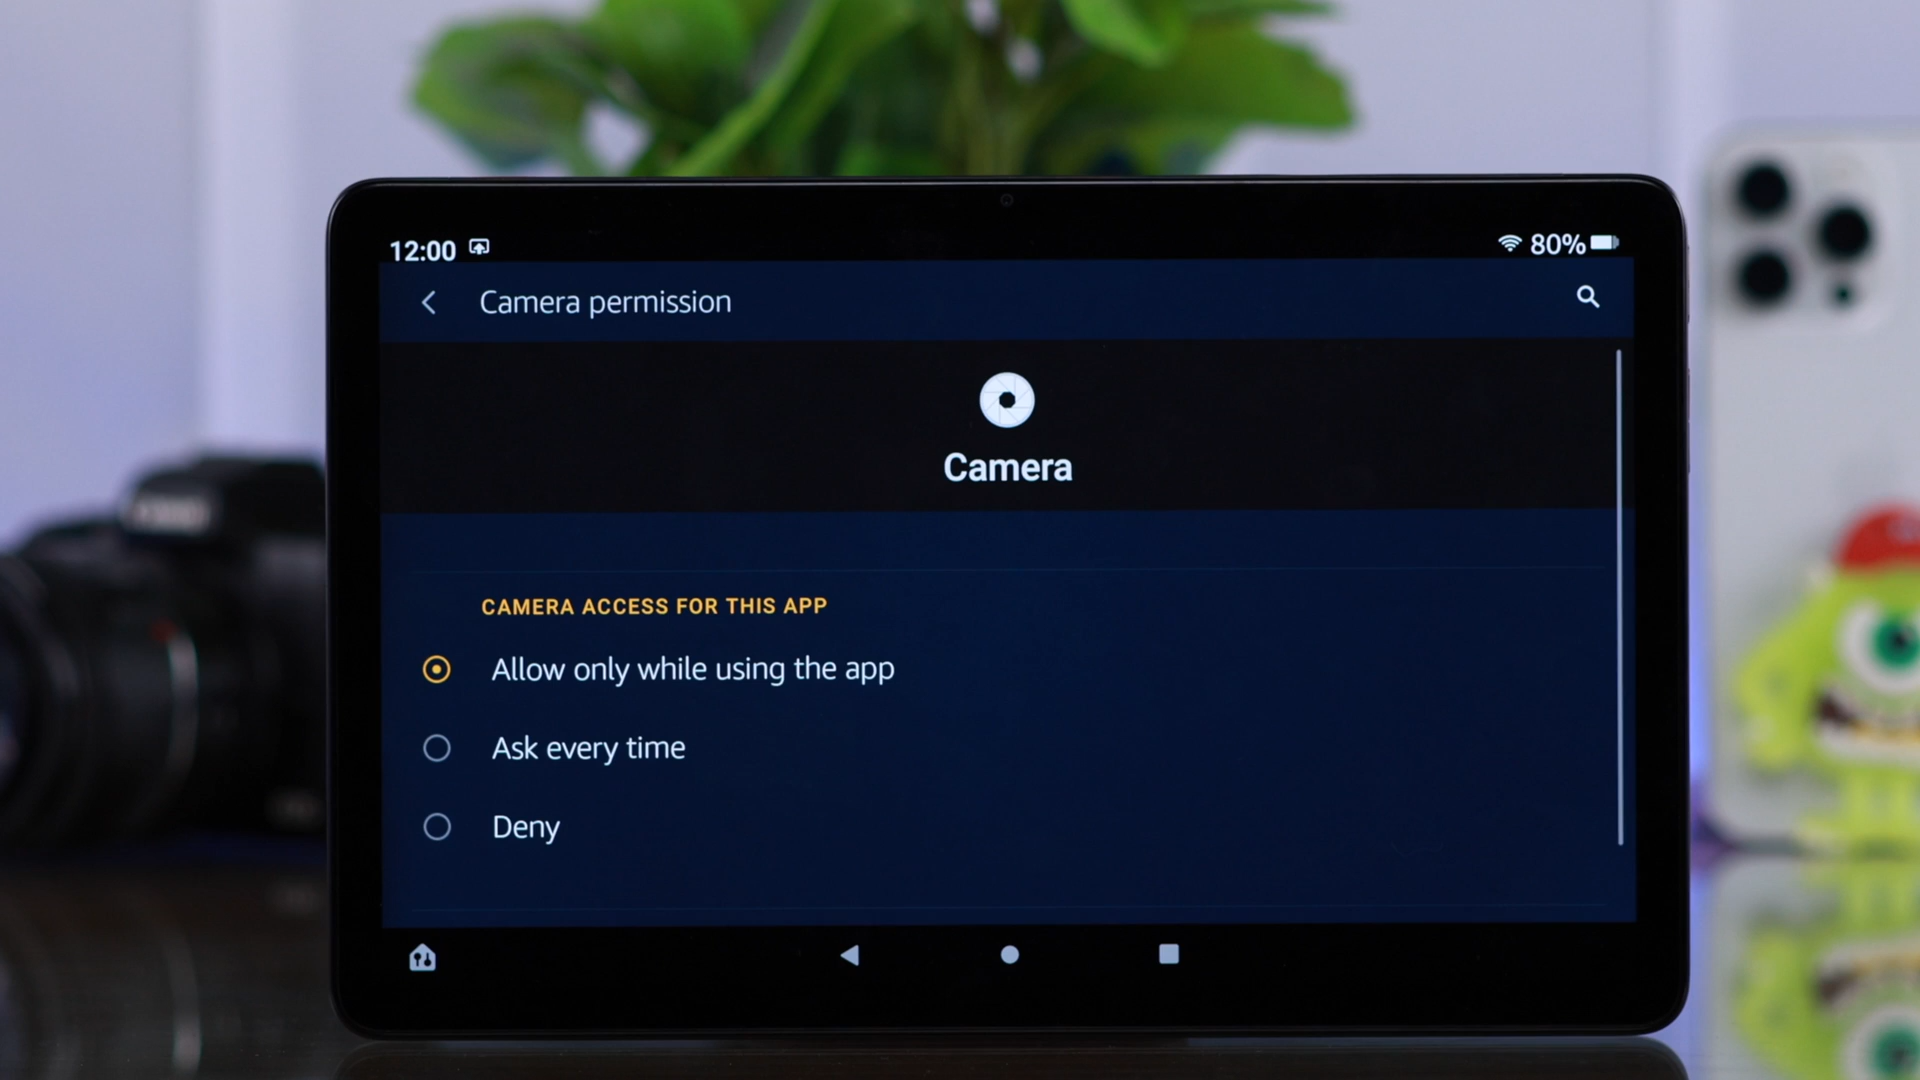 12:00
80%
Camera permission
Camera
CAMERA ACCESS FOR THIS APP
Allow only while using the app
Ask every time
Deny